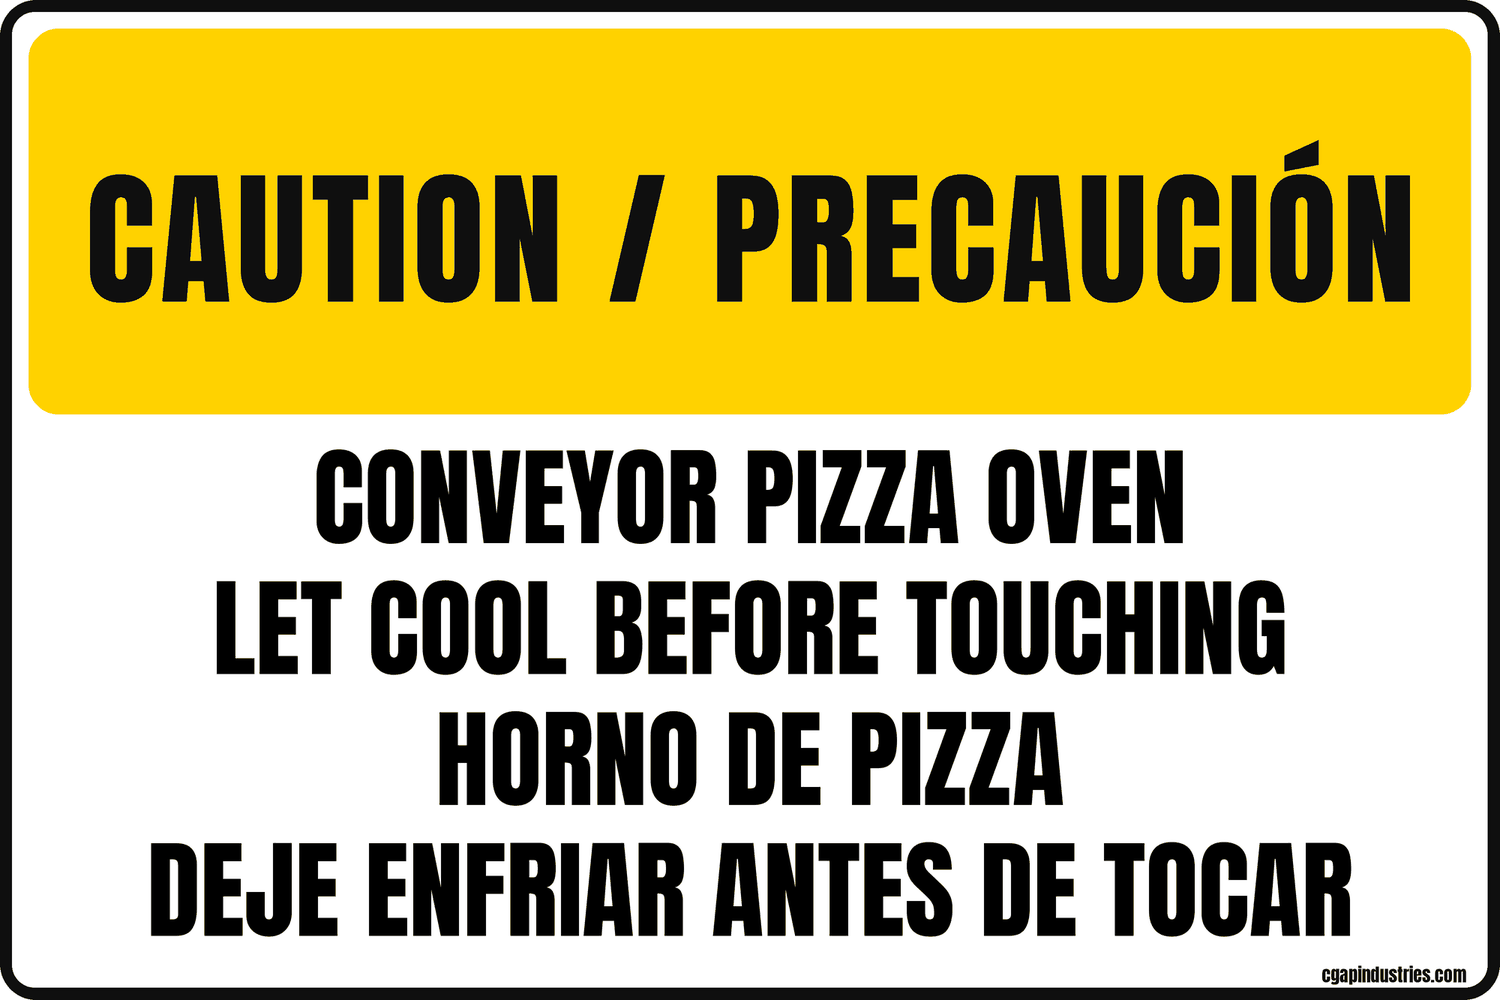 CAUTION / PRECAUCIÓN
CONVEYOR PIZZA OVEN
LET COOL BEFORE TOUCHING
HORNO DE PIZZA
DEJE ENFRIAR ANTES DE TOCAR
cgapindustries.com